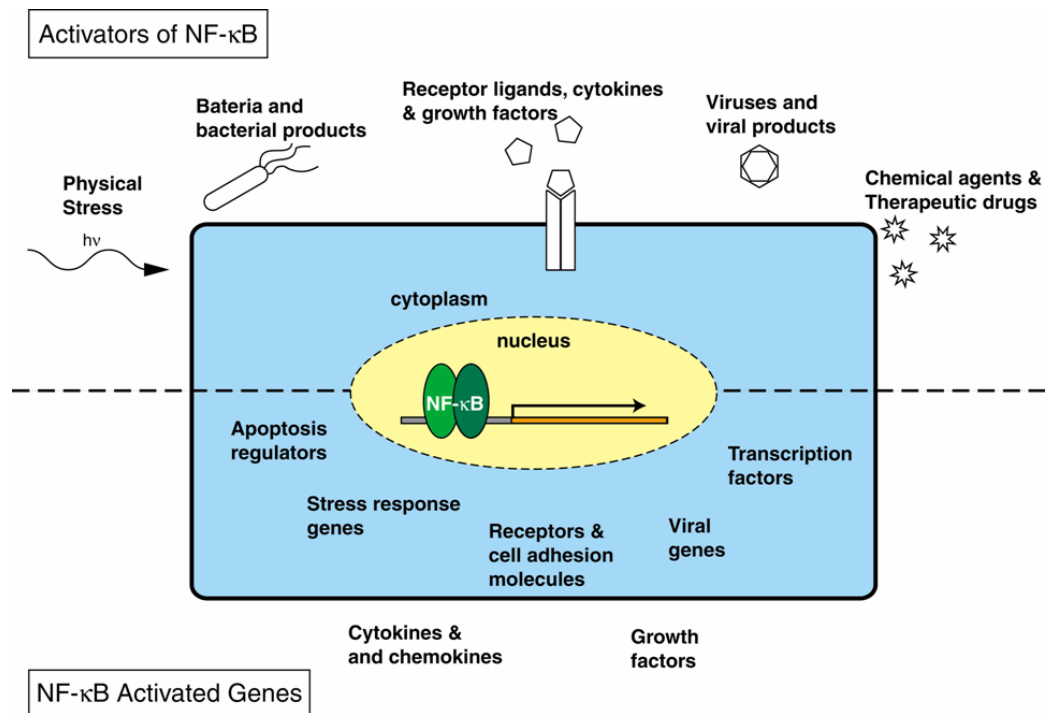 Activators of NF-κB
Receptor ligands, cytokines
& growth factors
Bateria and
bacterial products
Viruses and
viral products
Physical
Stress
hν
Chemical agents &
Therapeutic drugs
cytoplasm
nucleus
NF-κB
Apoptosis
regulators
Transcription
factors
Stress response
genes
Receptors &
cell adhesion
molecules
Viral
genes
Cytokines &
and chemokines
Growth
factors
NF-κB Activated Genes